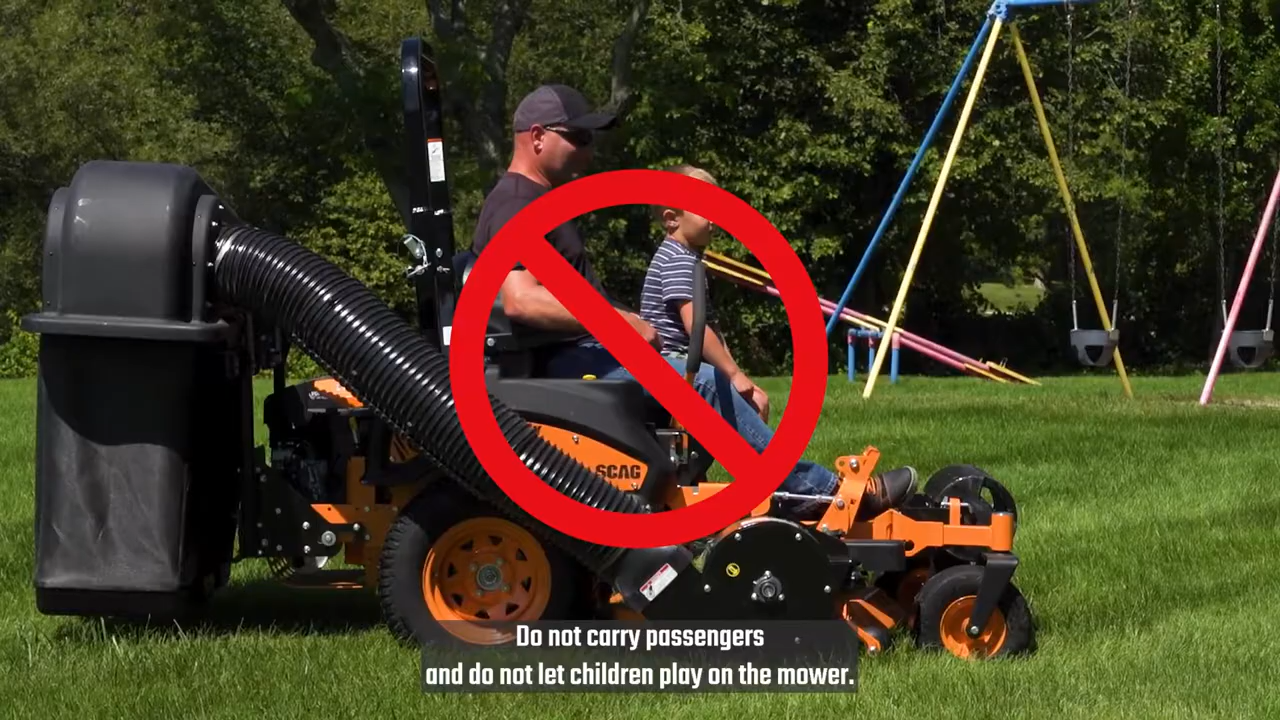 SCAG
Do not carry passengers
and do not let children play on the mower.